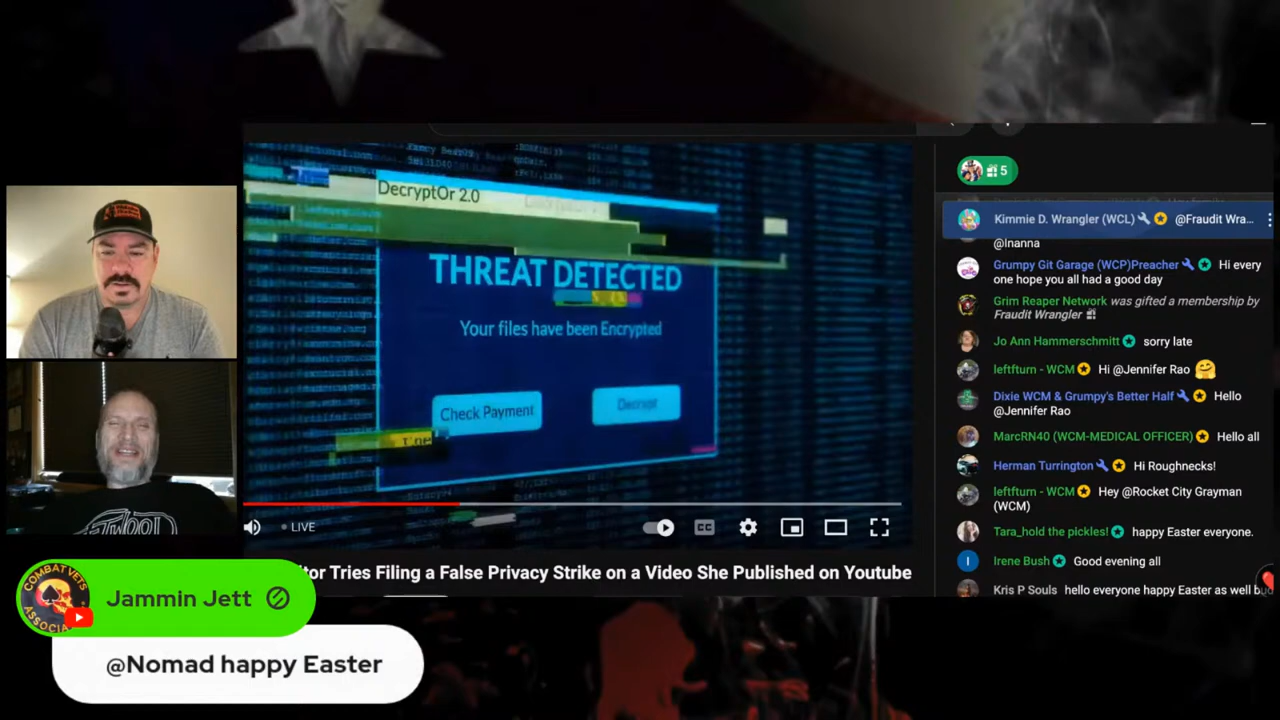 DecryptOr 2.0
THREAT DETECTED
Your files have been Encrypted
Check Payment
Decrypt
LIVE
CC
itor Tries Filing a False Privacy Strike on a Video She Published on Youtube
5
Kimmie D. Wrangler (WCL) @Fraudit Wra...
@Inanna
Grumpy Git Garage (WCP)Preacher Hi every
one hope you all had a good day
Grim Reaper Network was gifted a membership by
Fraudit Wrangler
Jo Ann Hammerschmitt sorry late
leftfturn - WCM Hi @Jennifer Rao
Dixie WCM & Grumpy's Better Half Hello
@Jennifer Rao
MarcRN40 (WCM-MEDICAL OFFICER) Hello all
Herman Turrington Hi Roughnecks!
leftfturn - WCM Hey @Rocket City Grayman
(WCM)
Tara_hold the pickles! happy Easter everyone.
I
Irene Bush Good evening all
Kris P Souls hello everyone happy Easter as well bud
COMBAT VETS
Jammin Jett
@Nomad happy Easter